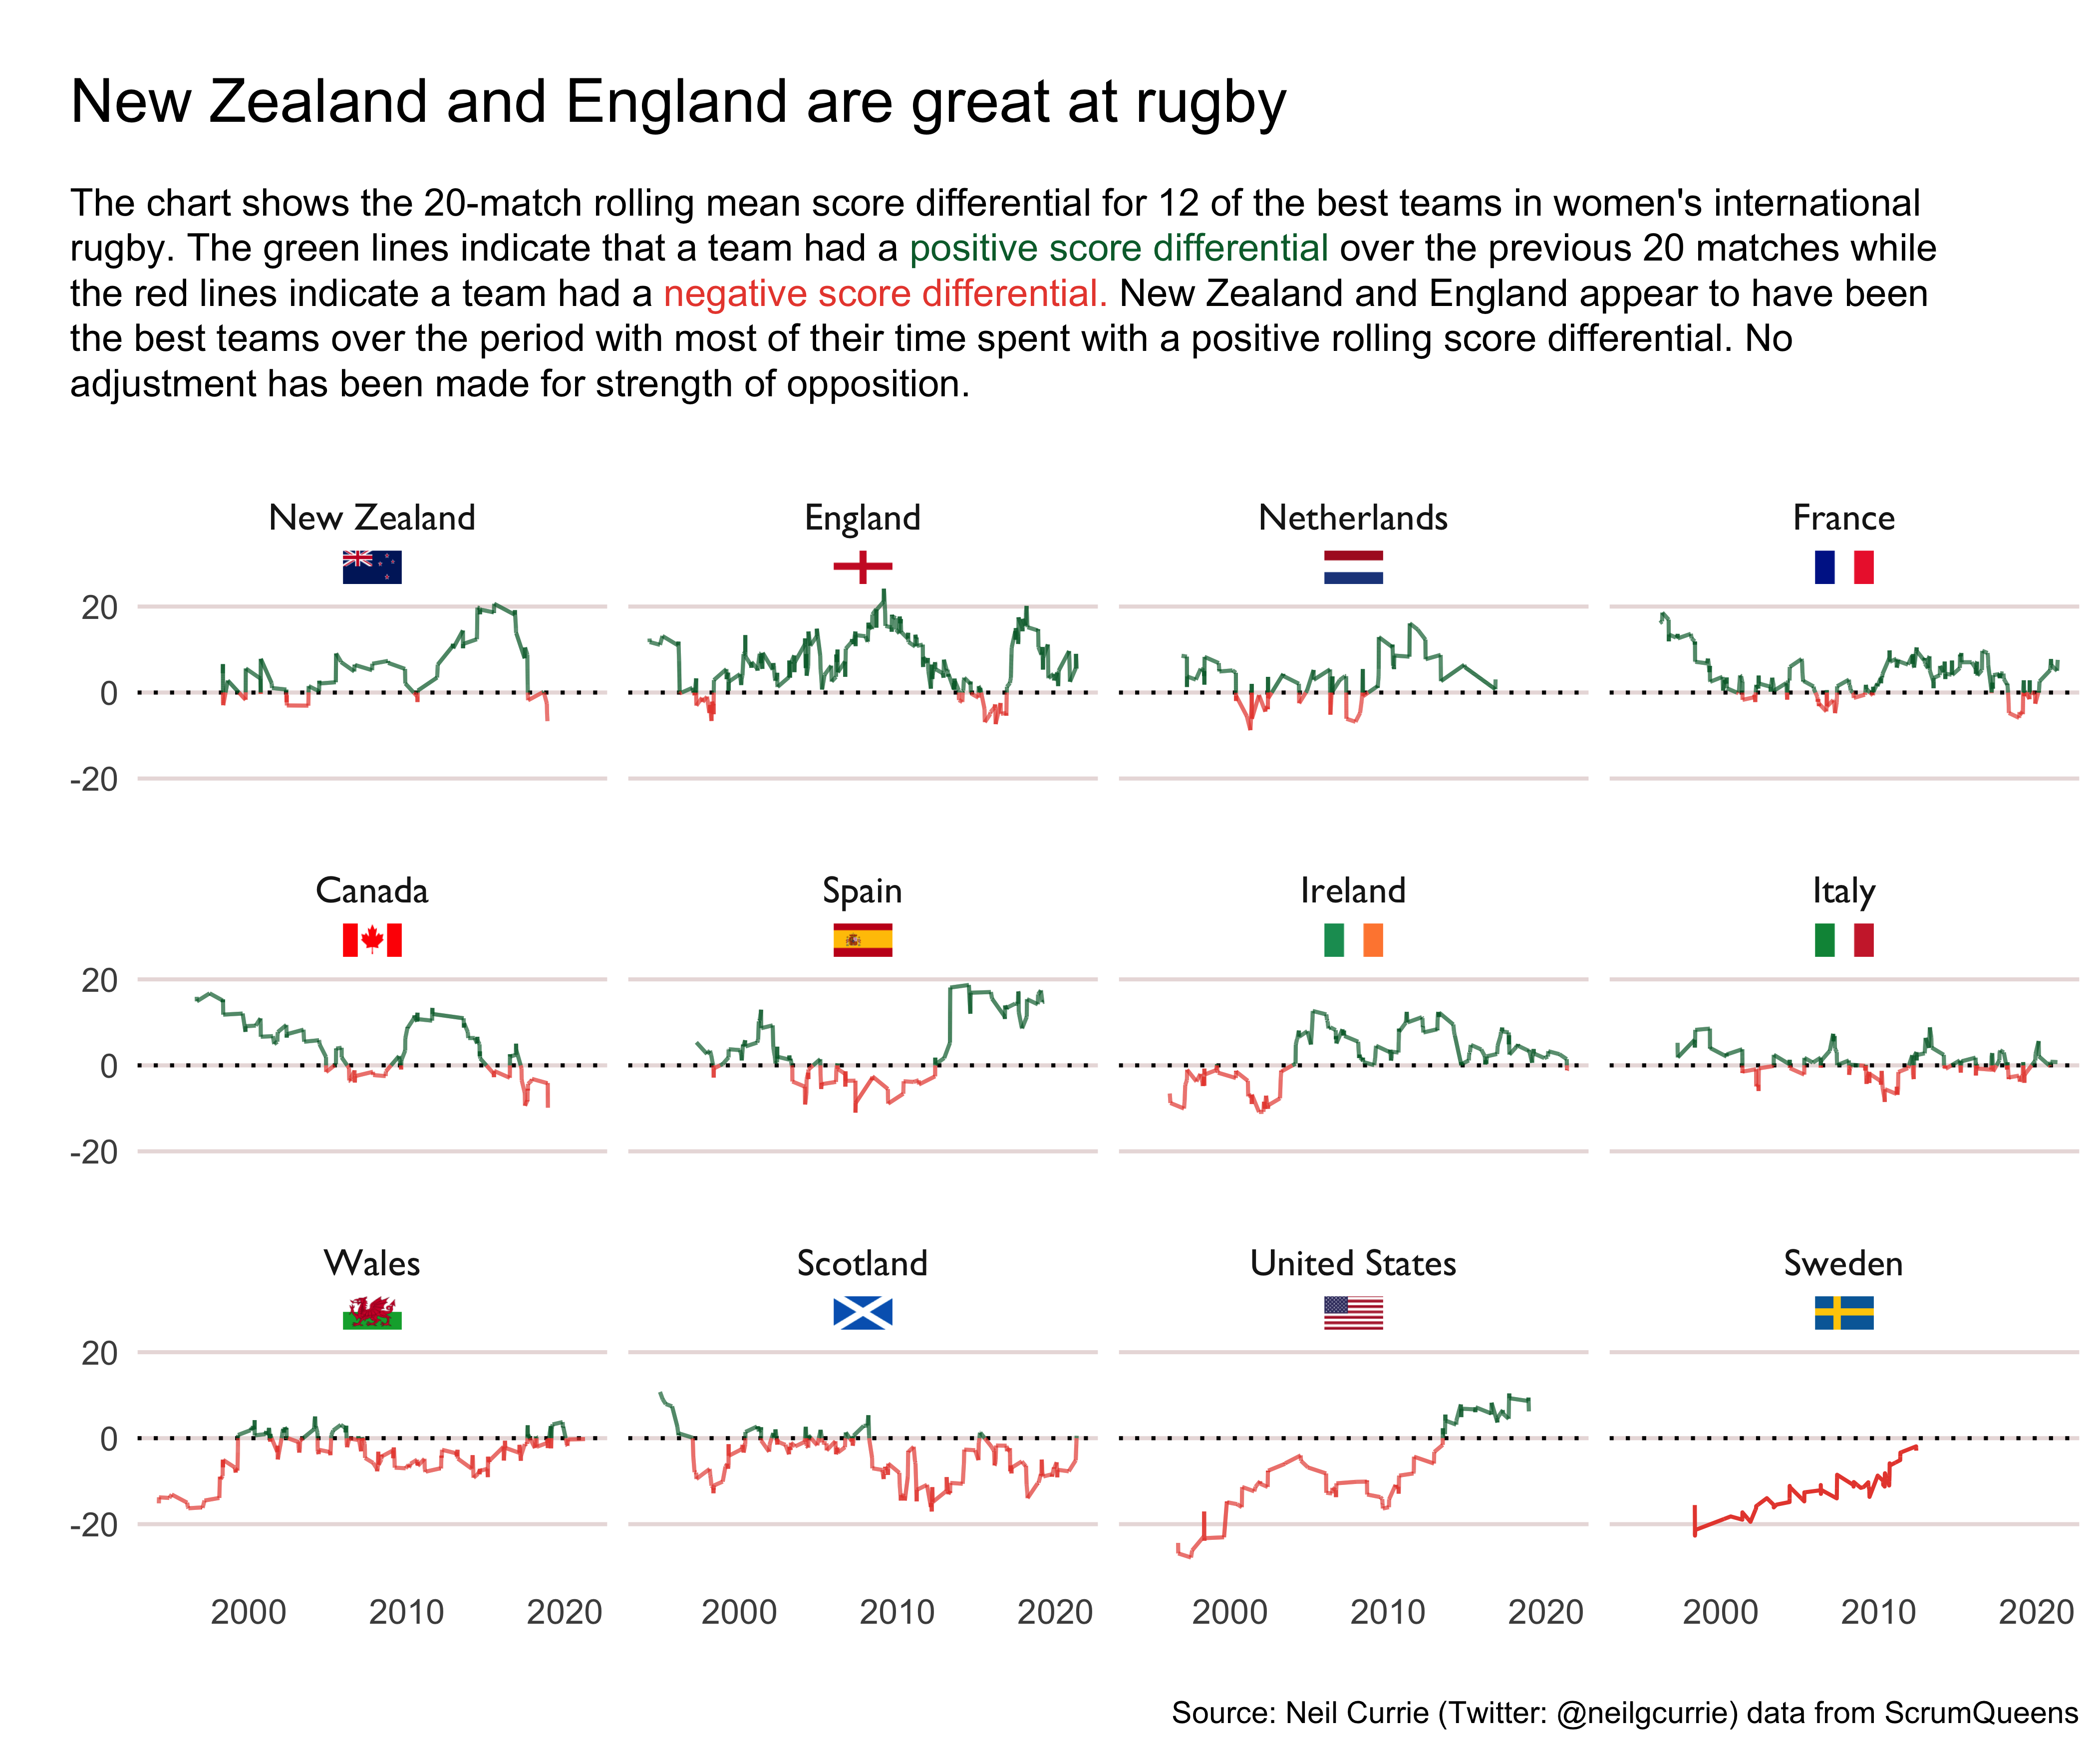 New Zealand and England are great at rugby
The chart shows the 20-match rolling mean score differential for 12 of the best teams in women's international
rugby. The green lines indicate that a team had a positive score differential over the previous 20 matches while
the red lines indicate a team had a negative score differential. New Zealand and England appear to have been
the best teams over the period with most of their time spent with a positive rolling score differential. No
adjustment has been made for strength of opposition.
New Zealand England Netherlands France
20
0
-20
Canada Spain Ireland Italy
20
0
-20
Wales Scotland United States Sweden
20
0
-20
2000 2010 2020 2000 2010 2020 2000 2010 2020 2000 2010 2020
Source: Neil Currie (Twitter: @neilgcurrie) data from ScrumQueens